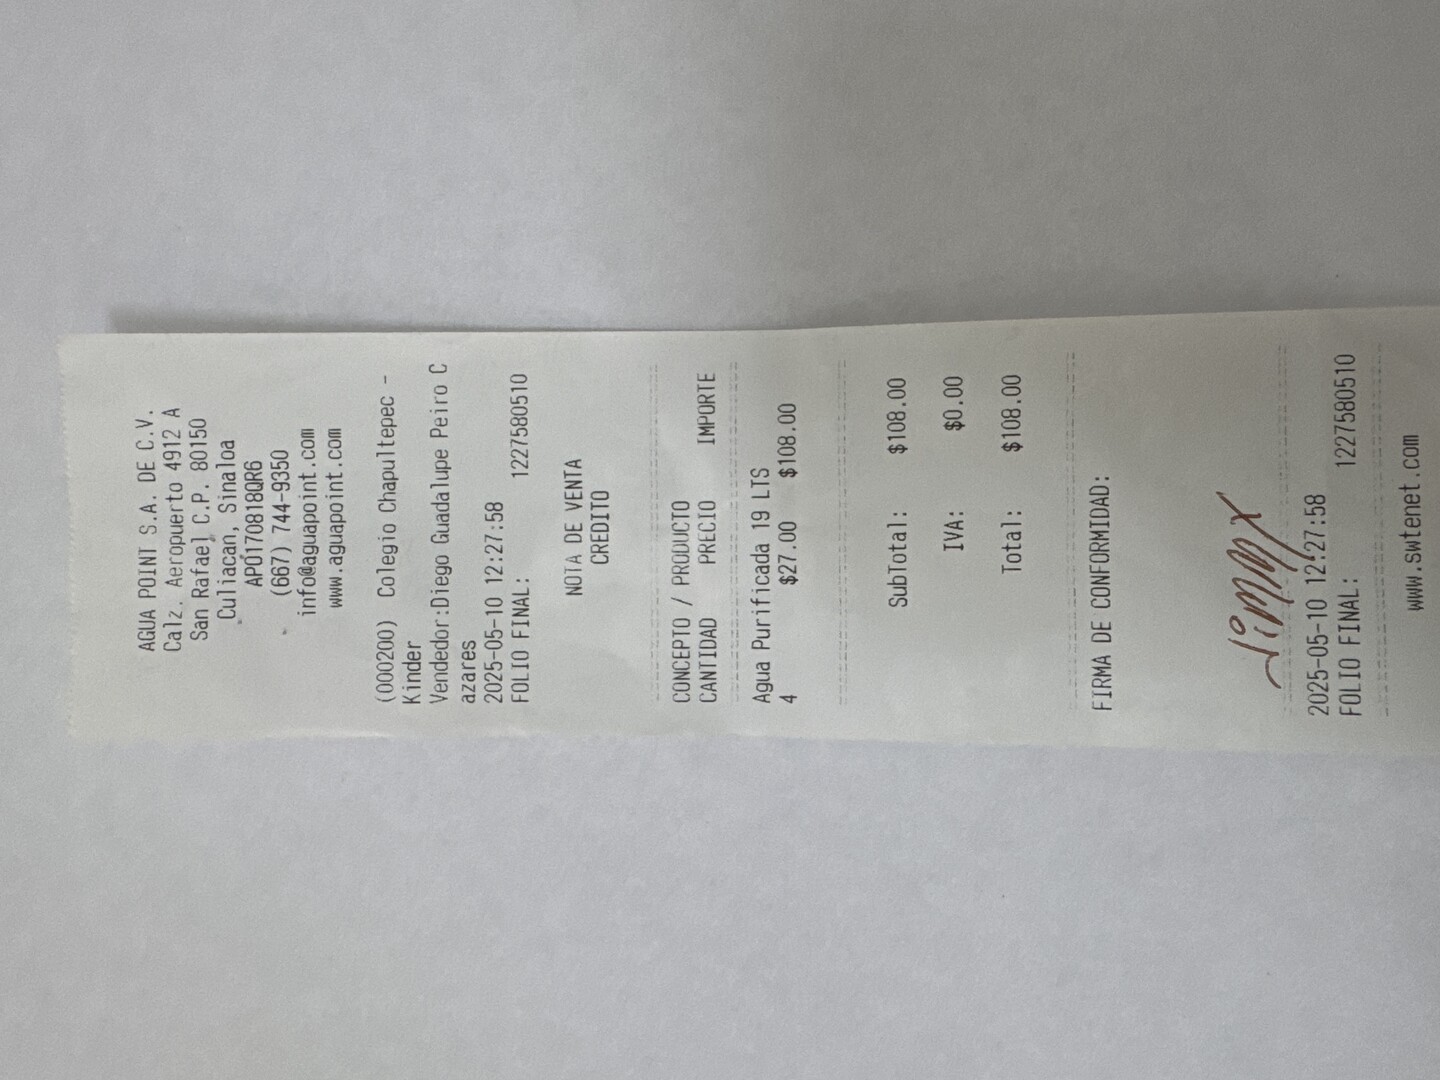 AGUA POINT S.A. DE C.V.
Calz. Aeropuerto 4912 A
San Rafael C.P. 80150
Culiacan, Sinaloa
APO170818QR6
(667) 744-9350
info@aguapoint.com
www.aguapoint.com
(000200) Colegio Chapultepec -
Kinder
Vendedor:Diego Guadalupe Peiro C
azares
2025-05-10 12:27:58
FOLIO FINAL: 1227580510
NOTA DE VENTA
CREDITO
CONCEPTO / PRODUCTO
CANTIDAD PRECIO IMPORTE
Agua Purificada 19 LTS
4 $27.00 $108.00
SubTotal: $108.00
IVA: $0.00
Total: $108.00
FIRMA DE CONFORMIDAD:
2025-05-10 12:27:58
FOLIO FINAL: 1227580510
www.swtenet.com